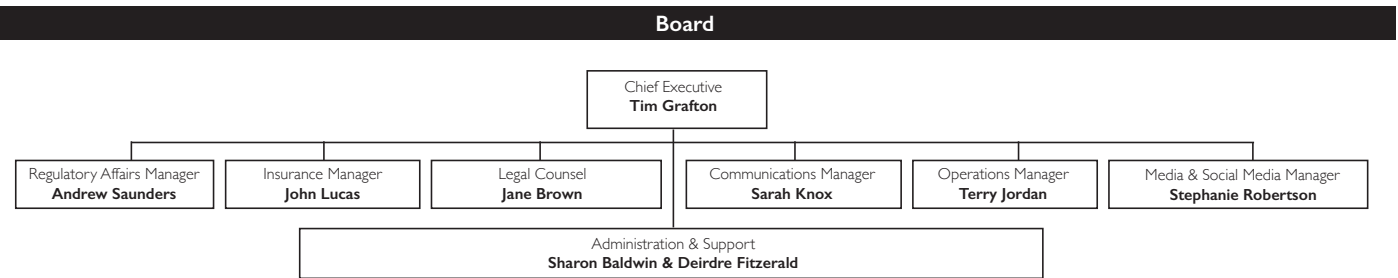 Board
Chief Executive
Tim Grafton
Regulatory Affairs Manager
Andrew Saunders
Insurance Manager
John Lucas
Legal Counsel
Jane Brown
Communications Manager
Sarah Knox
Operations Manager
Terry Jordan
Media & Social Media Manager
Stephanie Robertson
Administration & Support
Sharon Baldwin & Deirdre Fitzerald